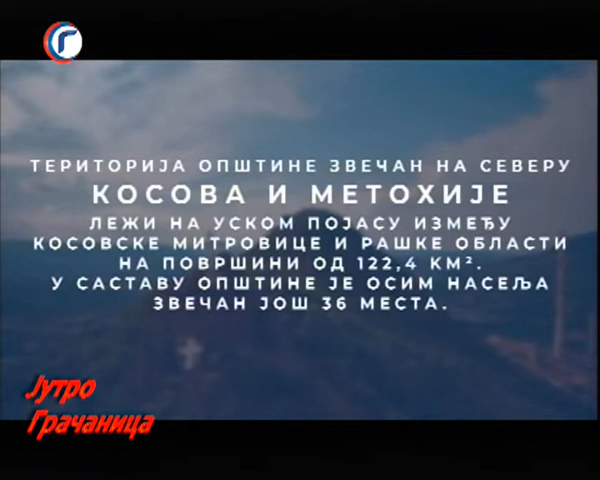 ТЕРИТОРИЈА ОПШТИНЕ ЗВЕЧАН НА СЕВЕРУ
КОСОВА И МЕТОХИЈЕ
ЛЕЖИ НА УСКОМ ПОЈАСУ ИЗМЕЂУ
КОСОВСКЕ МИТРОВИЦЕ И РАШКЕ ОБЛАСТИ
НА ПОВРШИНИ ОД 122,4 КМ².
У САСТАВУ ОПШТИНЕ ЈЕ ОСИМ НАСЕЉА
ЗВЕЧАН ЈОШ 36 МЕСТА.
Јутро
Грачаница